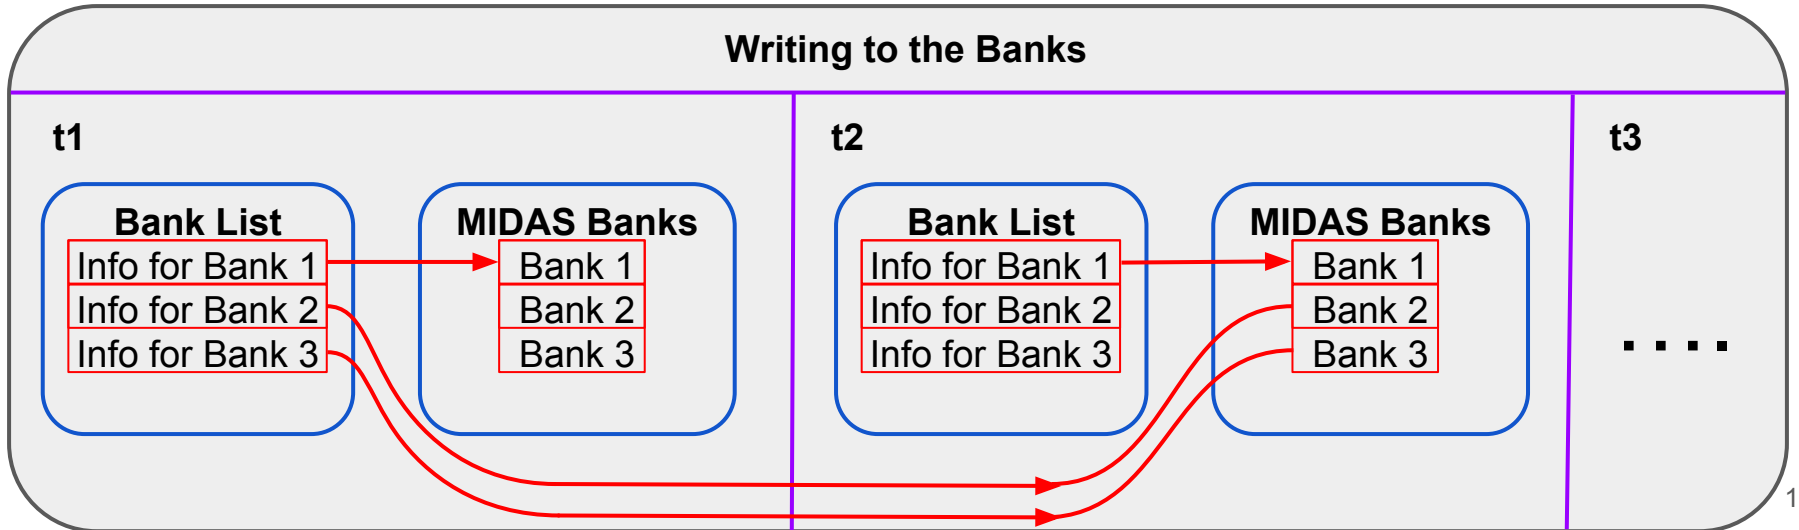 Writing to the Banks
t1
Bank List
Info for Bank 1
Info for Bank 2
Info for Bank 3
MIDAS Banks
Bank 1
Bank 2
Bank 3
t2
Bank List
Info for Bank 1
Info for Bank 2
Info for Bank 3
MIDAS Banks
Bank 1
Bank 2
Bank 3
t3
. . . .
1